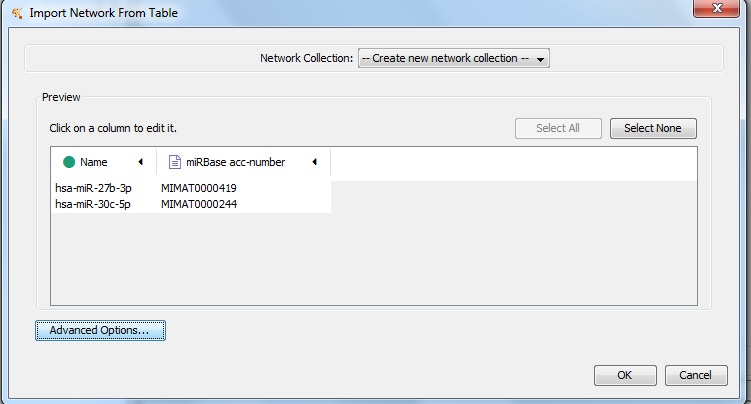 Import Network From Table
Network Collection: -- Create new network collection --
Preview
Click on a column to edit it.
Select All
Select None
Name
miRBase acc-number
hsa-miR-27b-3p MIMAT0000419
hsa-miR-30c-5p MIMAT0000244
Advanced Options...
OK
Cancel